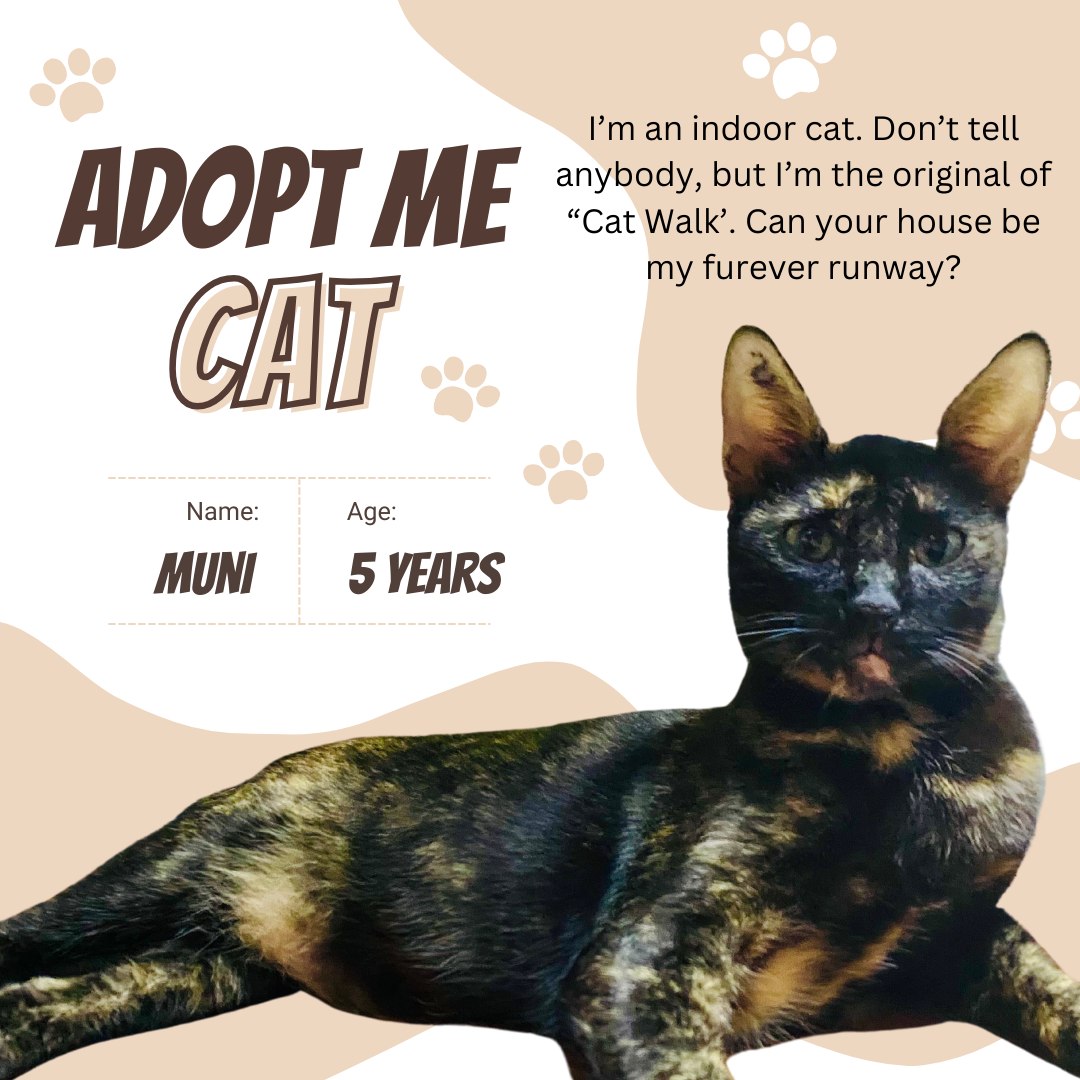 ADOPT ME
CAT
I’m an indoor cat. Don’t tell
anybody, but I’m the original of
“Cat Walk’. Can your house be
my furever runway?
Name:
MUNI
Age:
5 YEARS